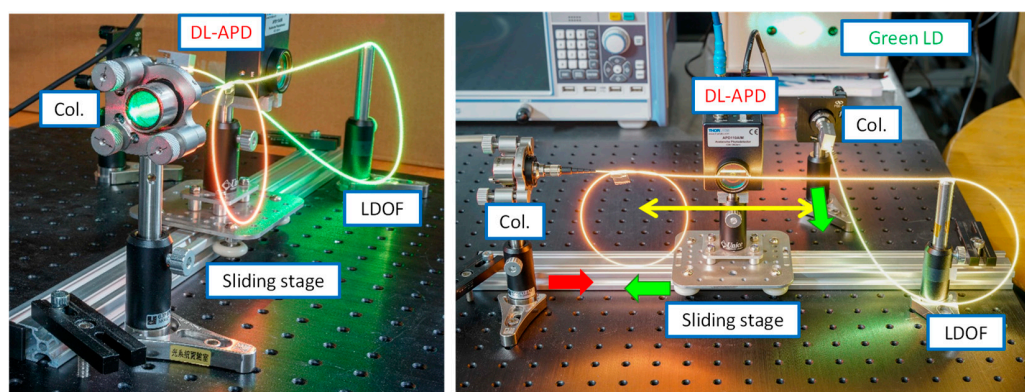 DL-APD
Col.
LDOF
Sliding stage
Green LD
DL-APD
Col.
THORLABS
Col.
Sliding stage
LDOF